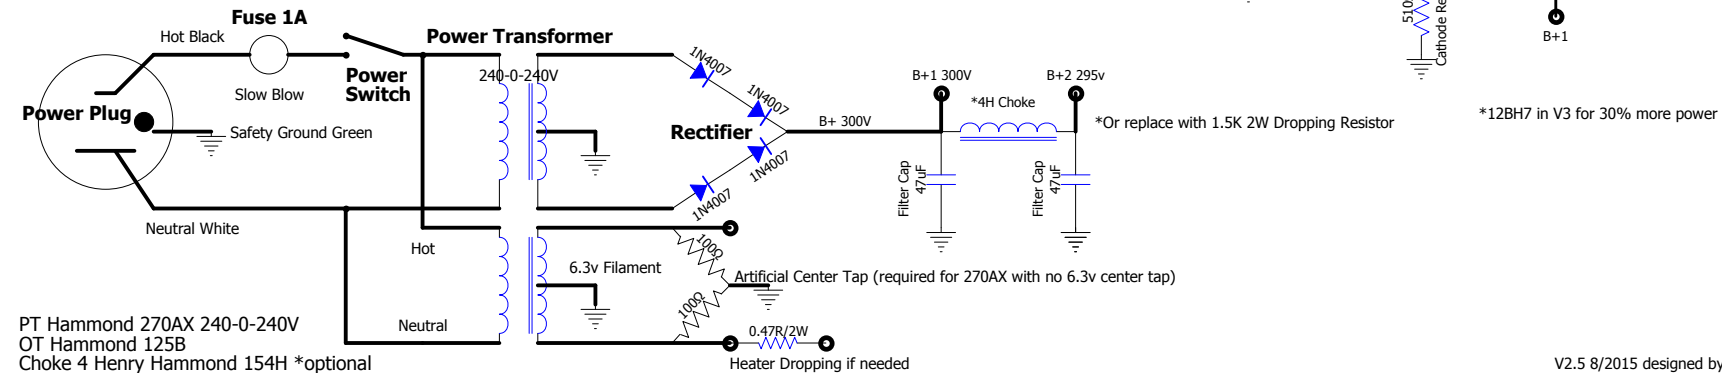 Fuse 1A
Hot Black
Power Transformer
Power
Switch
Slow Blow
Power Plug
Safety Ground Green
Neutral White
240-0-240V
1N4007
1N4007
Rectifier
1N4007
1N4007
B+ 300V
B+1 300V
*4H Choke
B+2 295v
*Or replace with 1.5K 2W Dropping Resistor
Filter Cap
47uF
Filter Cap
47uF
B+1
*12BH7 in V3 for 30% more power
Hot
6.3v Filament
100Ω
100Ω
Artificial Center Tap (required for 270AX with no 6.3v center tap)
Neutral
0.47R/2W
Heater Dropping if needed
PT Hammond 270AX 240-0-240V
OT Hammond 125B
Choke 4 Henry Hammond 154H *optional
V2.5 8/2015 designed by